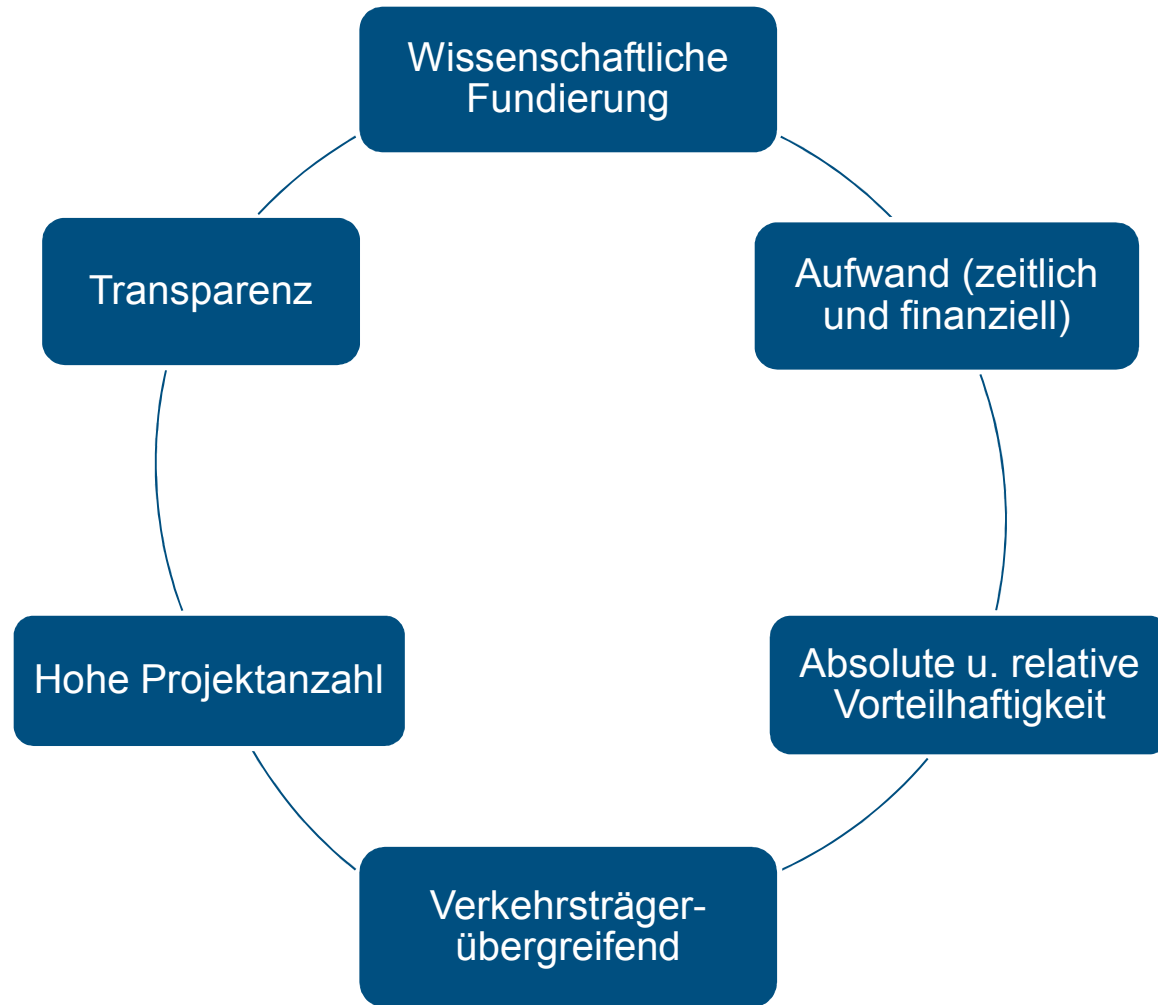 Wissenschaftliche
Fundierung
Transparenz
Aufwand (zeitlich
und finanziell)
Hohe Projektanzahl
Absolute u. relative
Vorteilhaftigkeit
Verkehrsträger-
übergreifend